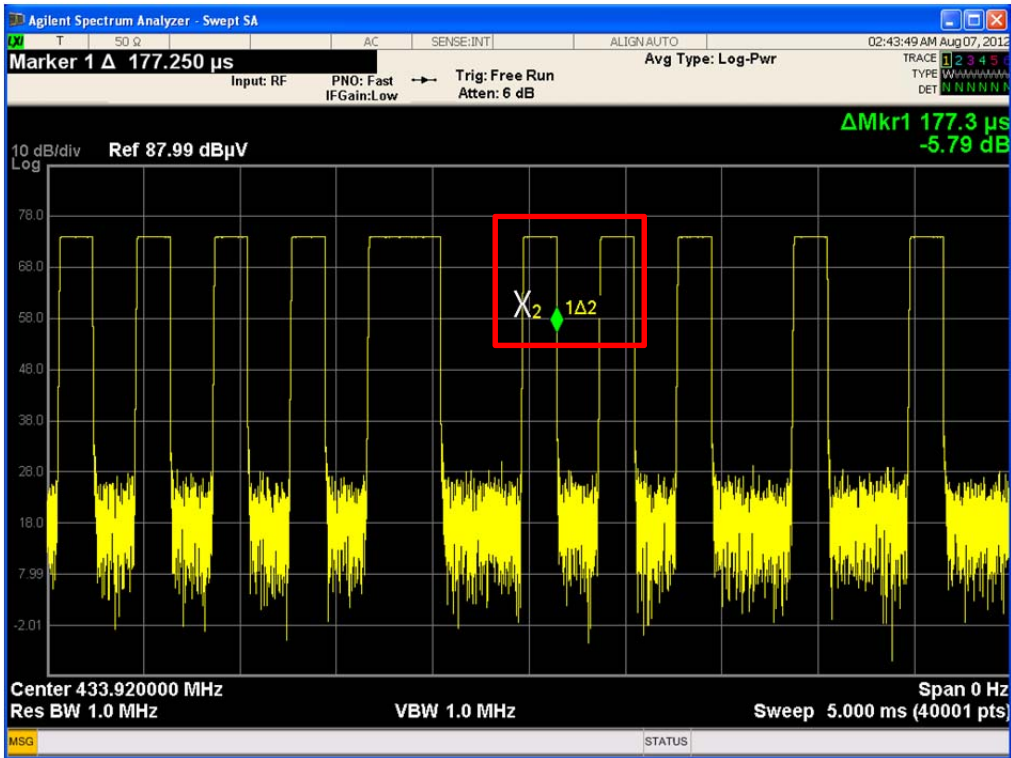 Agilent Spectrum Analyzer - Swept SA
LXI T 50 Ω AC SENSE:INT ALIGNAUTO 02:43:49 AM Aug 07, 2012
Marker 1 Δ 177.250 µs
Input: RF PNO: Fast Trig: Free Run Avg Type: Log-Pwr TRACE 1 2 3 4 5 6
IFGain:Low Atten: 6 dB TYPE
DET N N N N N N
ΔMkr1 177.3 µs
-5.79 dB
10 dB/div Ref 87.99 dBµV
Log
78.0
68.0
58.0
X2 1Δ2
48.0
38.0
28.0
18.0
7.99
-2.01
Center 433.920000 MHz Span 0 Hz
Res BW 1.0 MHz VBW 1.0 MHz Sweep 5.000 ms (40001 pts)
MSG STATUS